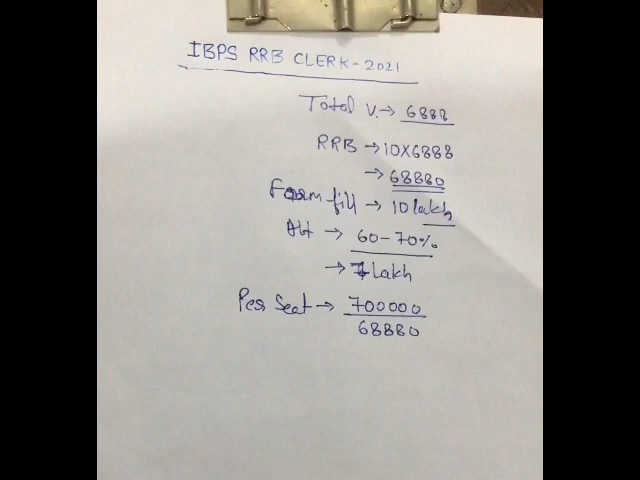 IBPS RRB CLERK-2021
Total V. → 6888
RRB → 10X6888
→ 68880
Form fill → 10 lakh
Att → 60-70%
→ 7 Lakh
Per Seat → 700000
68880